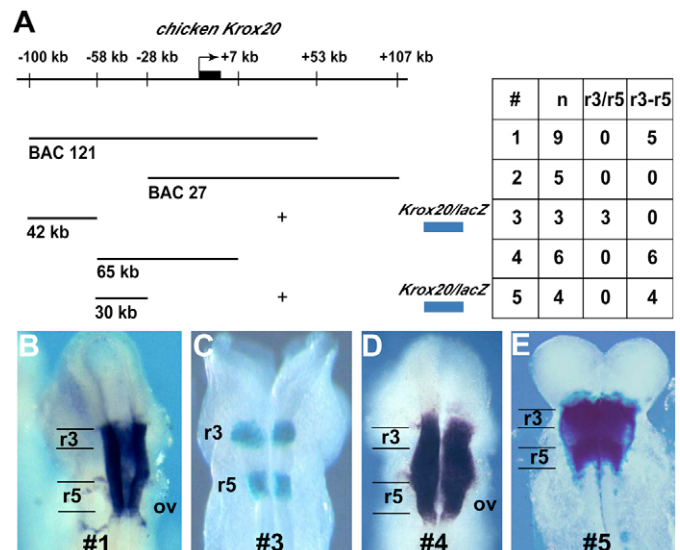 A
chicken Krox20
-100 kb -58 kb -28 kb +7 kb +53 kb +107 kb
BAC 121
BAC 27
42 kb + Krox20/lacZ
65 kb
30 kb + Krox20/lacZ
# n r3/r5 r3-r5
1 9 0 5
2 5 0 0
3 3 3 0
4 6 0 6
5 4 0 4
B C D E
r3 r3 r3 r3
r5 ov r5 r5 ov r5
#1 #3 #4 #5